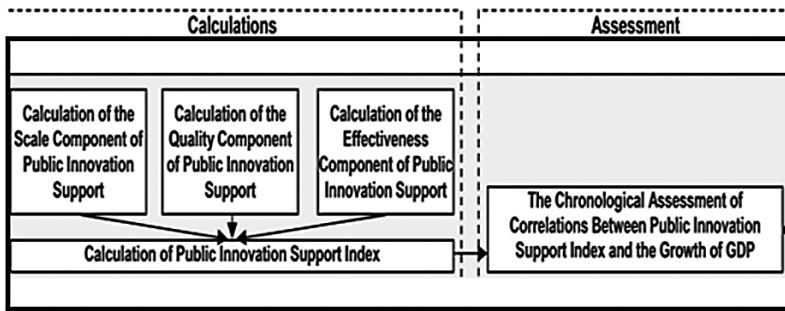 Calculations
Assessment
Calculation of the
Scale Component of
Public Innovation
Support
Calculation of the
Quality Component
of Public Innovation
Support
Calculation of the
Effectiveness
Component of Public
Innovation Support
The Chronological Assessment of
Correlations Between Public Innovation
Support Index and the Growth of GDP
Calculation of Public Innovation Support Index